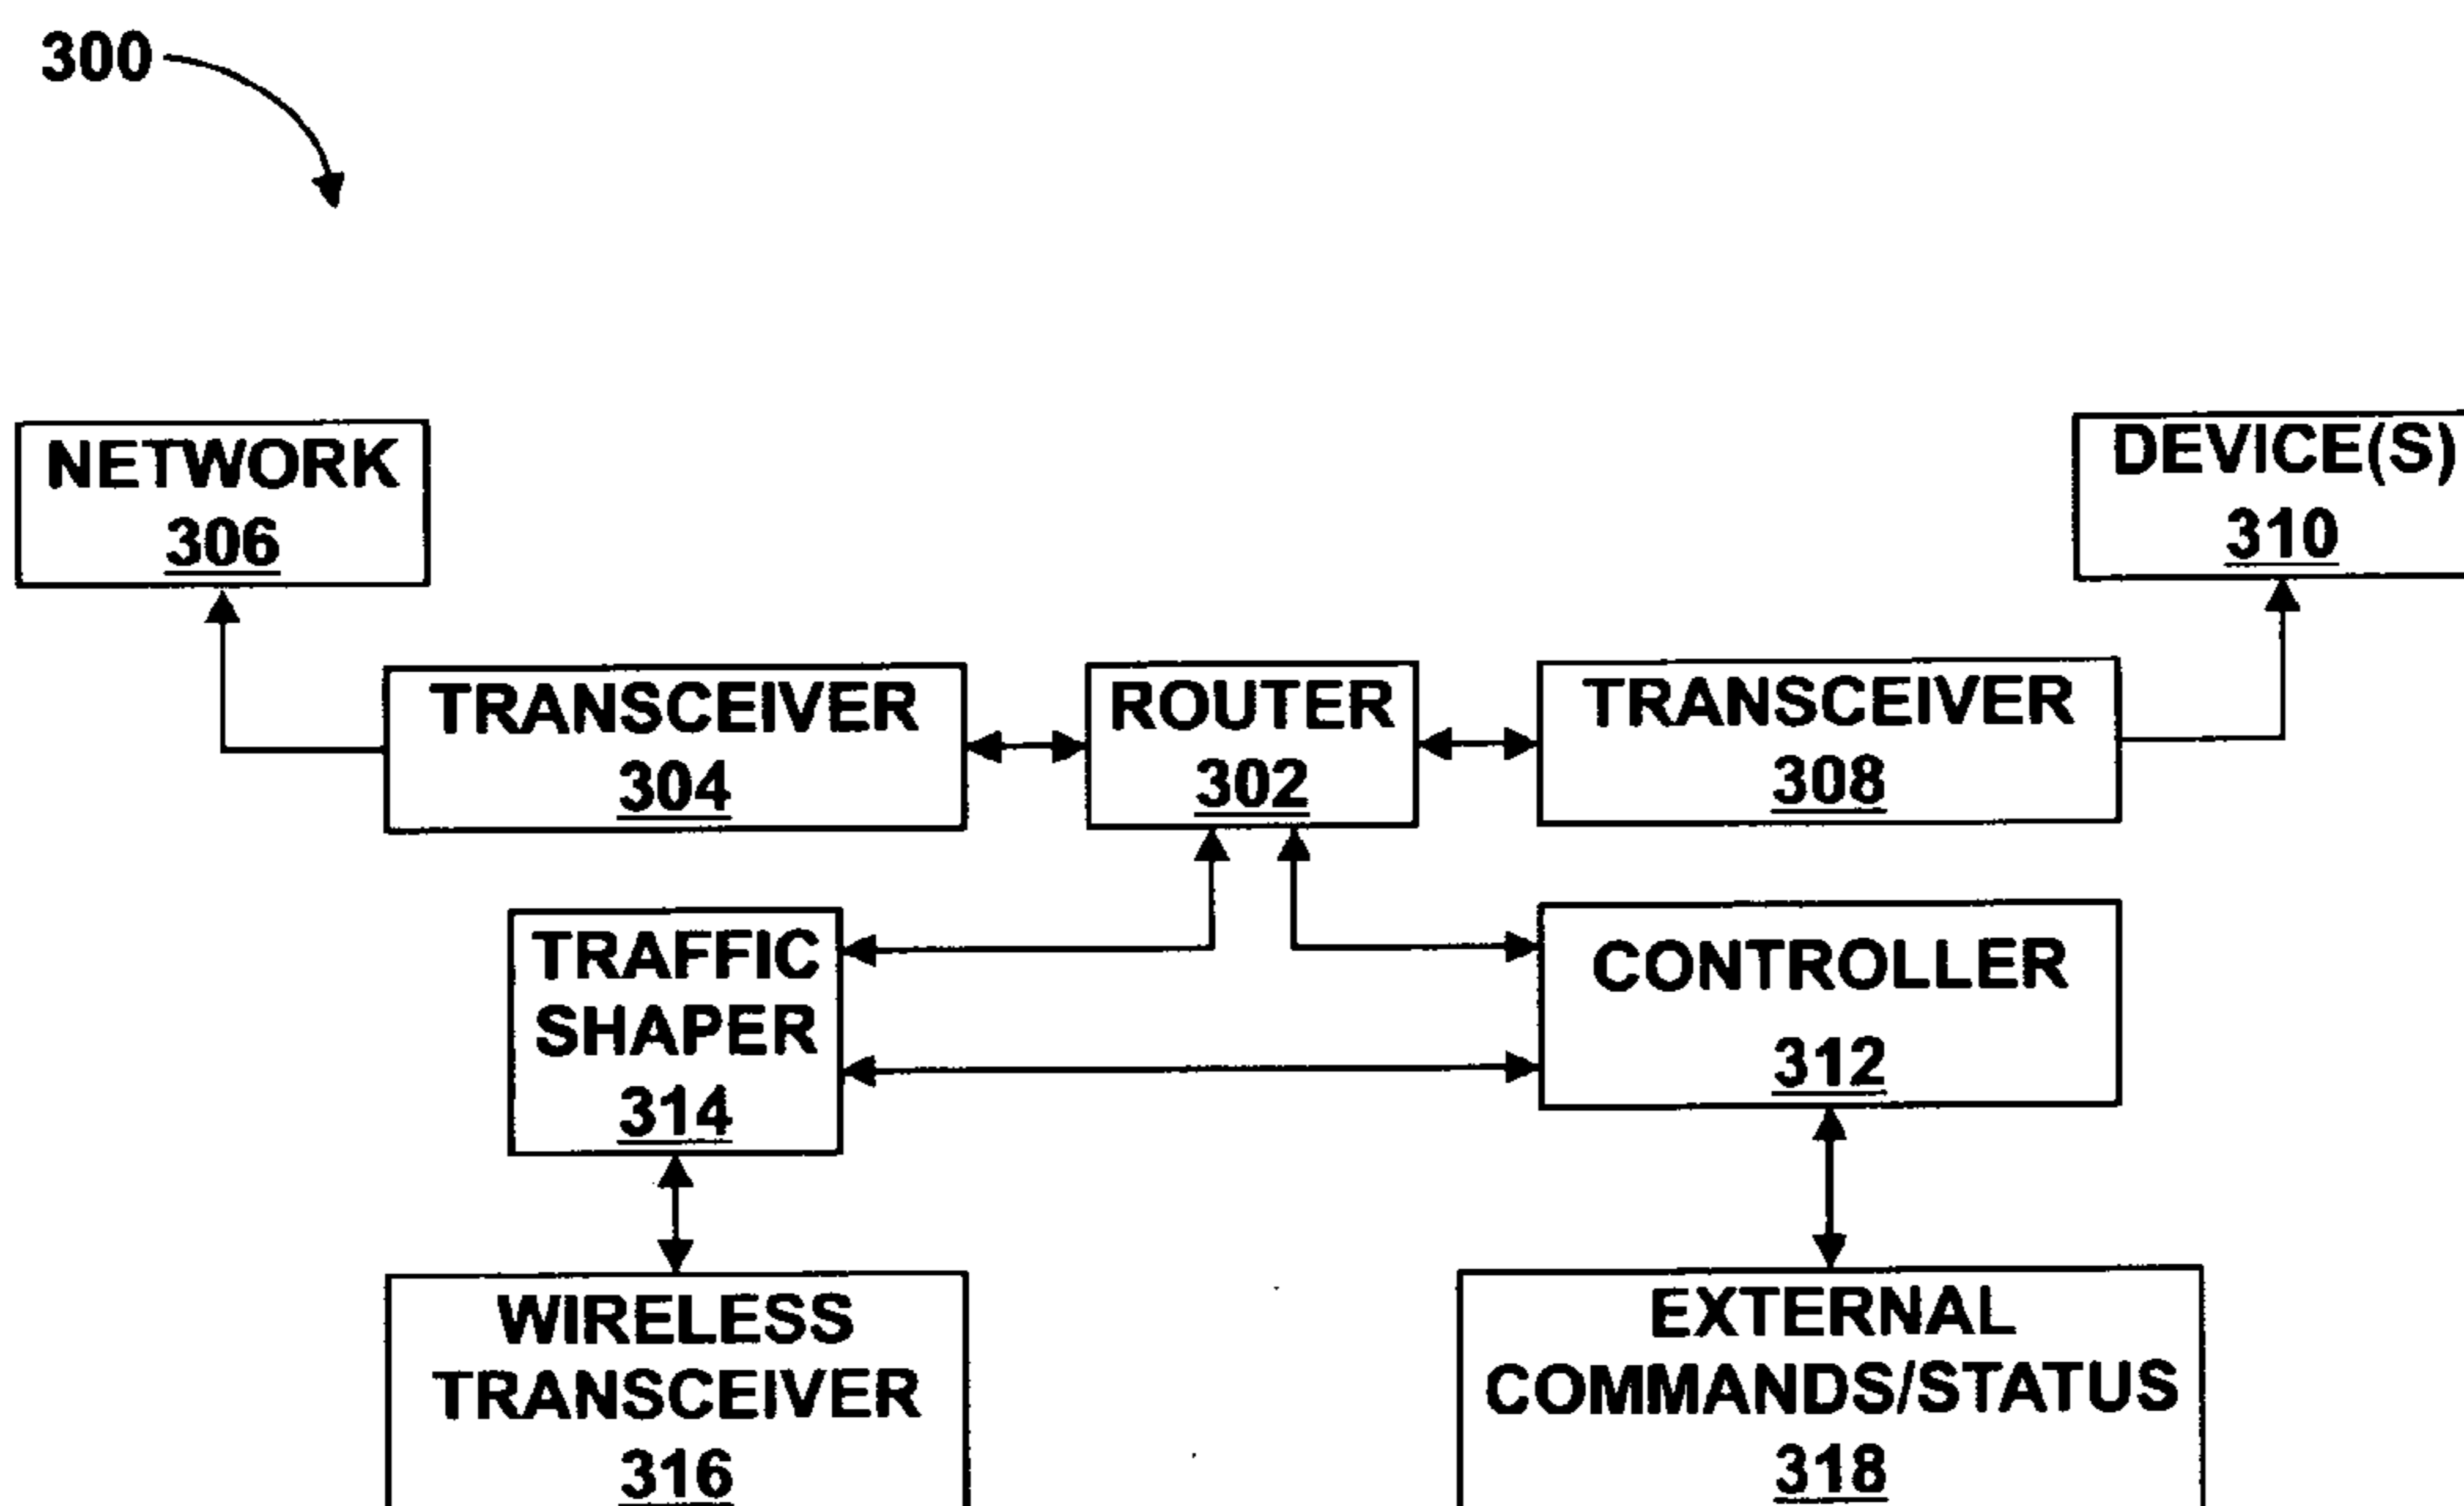 300
NETWORK
306
DEVICE(S)
310
TRANSCEIVER
304
ROUTER
302
TRANSCEIVER
308
TRAFFIC
SHAPER
314
CONTROLLER
312
WIRELESS
TRANSCEIVER
316
EXTERNAL
COMMANDS/STATUS
318